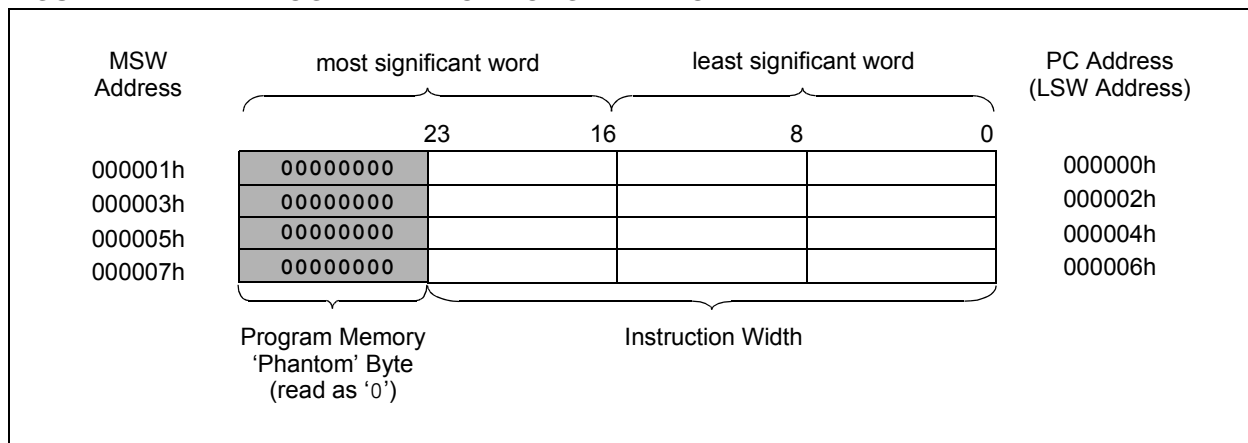 MSW
Address
most significant word
least significant word
PC Address
(LSW Address)
23 16 8 0
000001h 00000000 000000h
000003h 00000000 000002h
000005h 00000000 000004h
000007h 00000000 000006h
Program Memory
‘Phantom’ Byte
(read as ‘0’)
Instruction Width